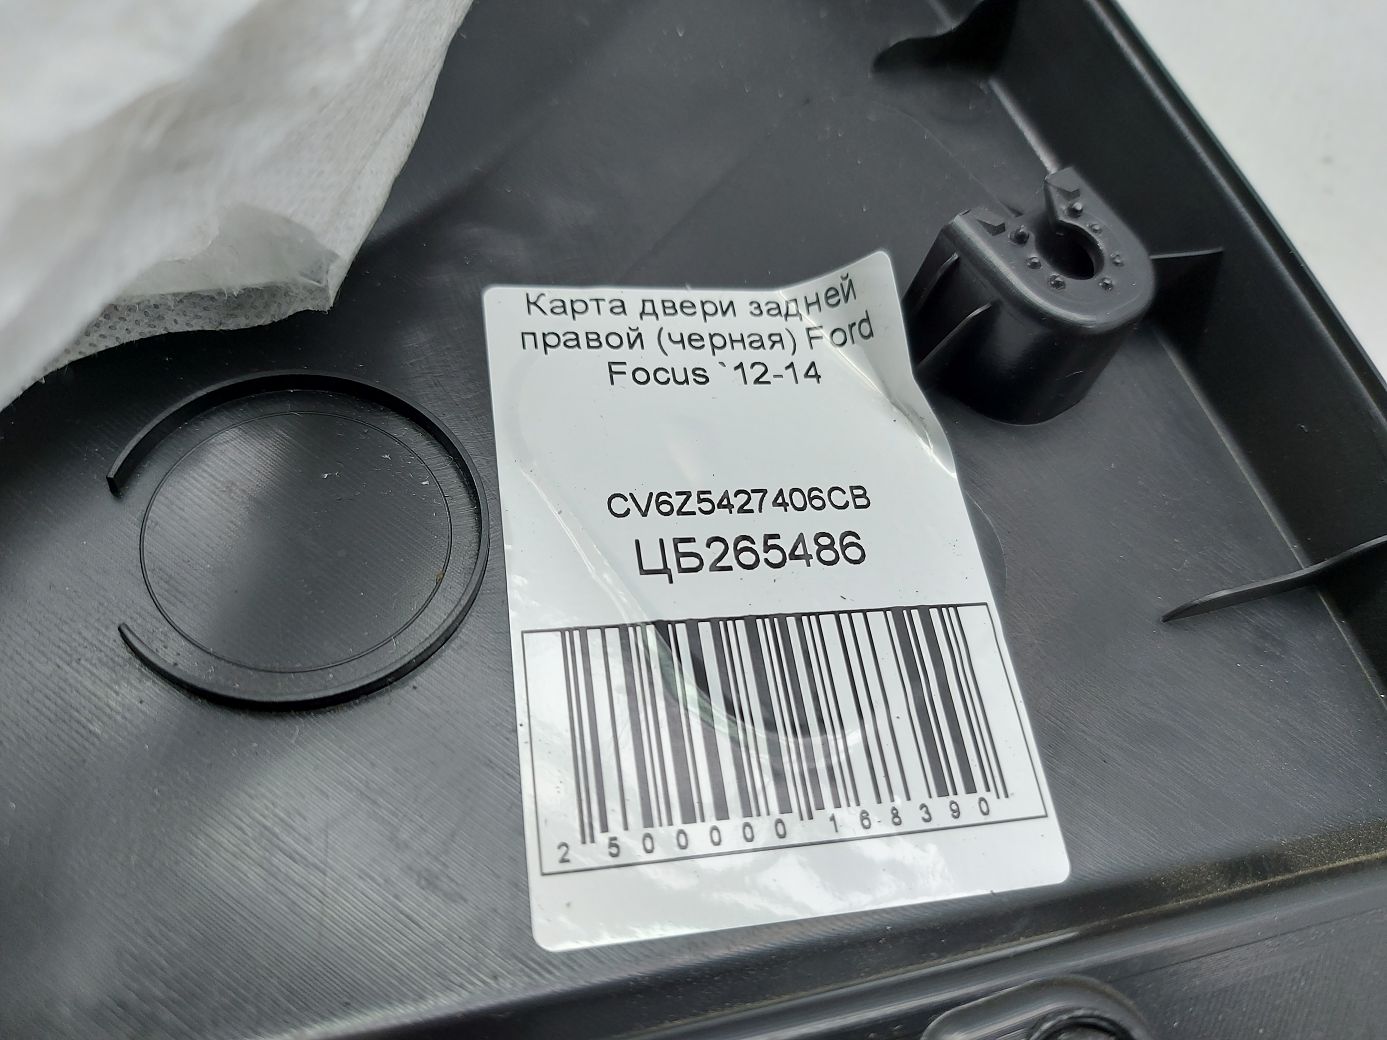 Карта двери задней
правой (черная) Ford
Focus `12-14
CV6Z5427406CB
ЦБ265486
2 500000 168390